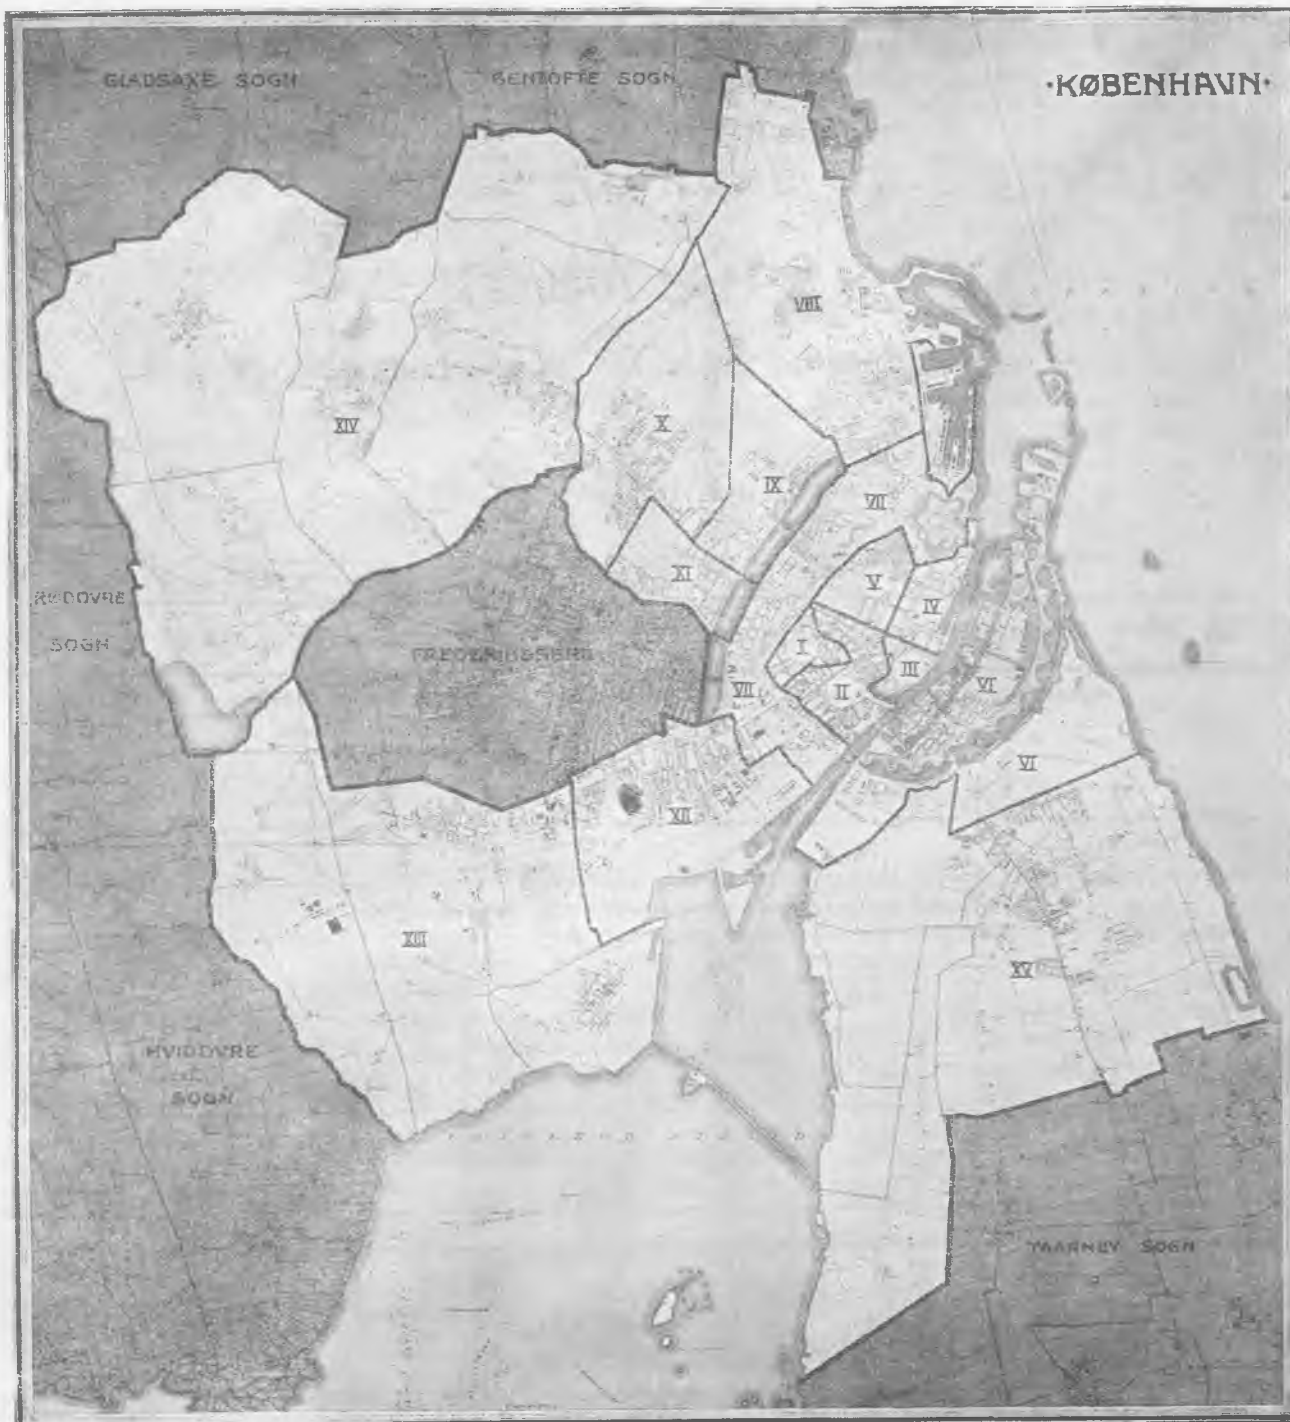 GLADSAXE SOGN
GENTOFTE SOGN
·KØBENHAVN·
VIII
XIV
X
IX
VII
XI
V
IV
RØDOVRE
SOGN
FREDERIKSBERG
I
III
VII
II
VI
VI
XII
XIII
XV
HVIDOVRE
SOGN
TAARNBY SOGN